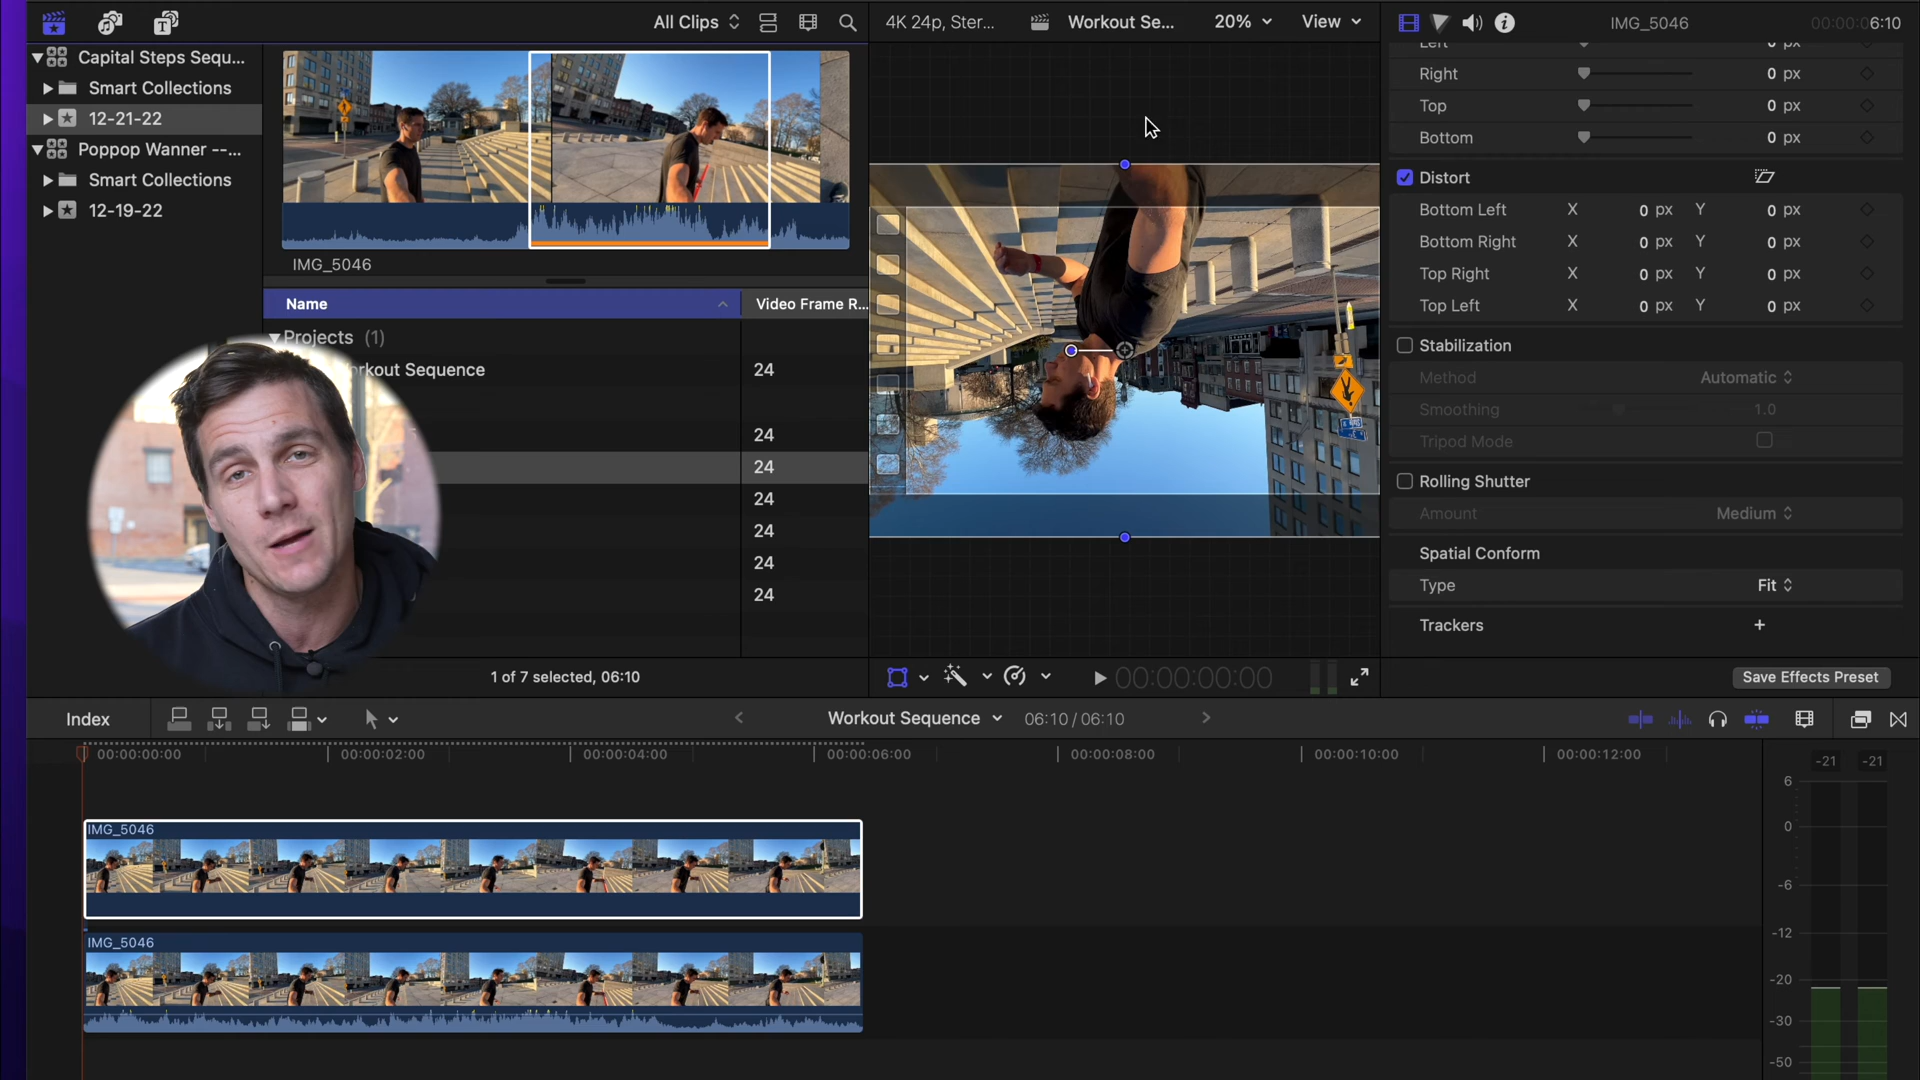 All Clips
4K 24p, Ster...
Workout Se...
20%
View
IMG_5046
00:00:06:10
Capital Steps Sequ...
Smart Collections
12-21-22
Poppop Wanner --...
Smart Collections
12-19-22
IMG_5046
Name
Video Frame R...
Projects (1)
rkout Sequence
24
24
24
24
24
24
24
1 of 7 selected, 06:10
00:00:00:00
Left
0 px
Right
0 px
Top
0 px
Bottom
0 px
Distort
Bottom Left X 0 px Y 0 px
Bottom Right X 0 px Y 0 px
Top Right X 0 px Y 0 px
Top Left X 0 px Y 0 px
Stabilization
Method Automatic
Smoothing 1.0
Tripod Mode
Rolling Shutter
Amount Medium
Spatial Conform
Type Fit
Trackers +
Save Effects Preset
Index
Workout Sequence
06:10 / 06:10
00:00:00:00
00:00:02:00
00:00:04:00
00:00:06:00
00:00:08:00
00:00:10:00
00:00:12:00
IMG_5046
IMG_5046
-21 -21
6
0
-6
-12
-20
-30
-50